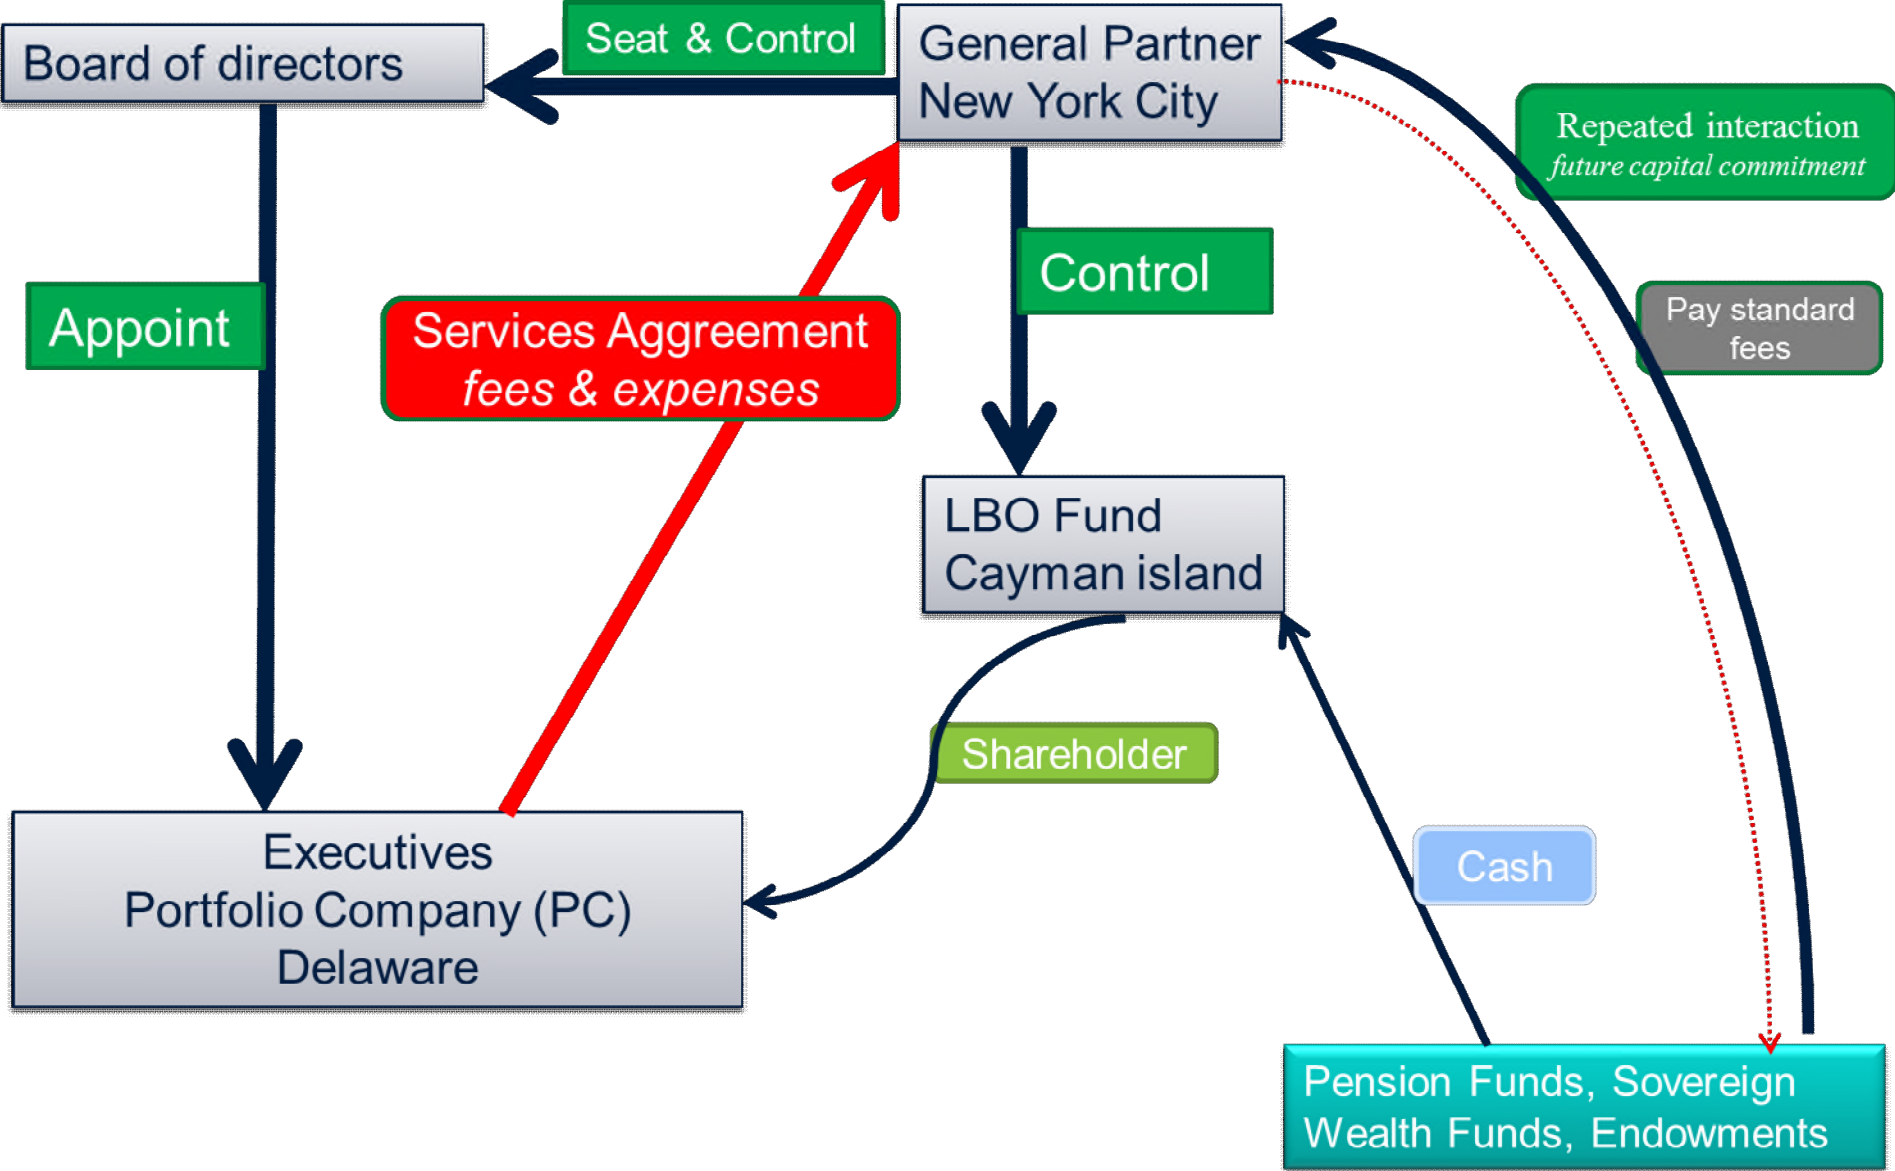 Board of directors
Seat & Control
General Partner
New York City
Repeated interaction
future capital commitment
Appoint
Services Aggreement
fees & expenses
Control
Pay standard
fees
LBO Fund
Cayman island
Shareholder
Executives
Portfolio Company (PC)
Delaware
Cash
Pension Funds, Sovereign
Wealth Funds, Endowments